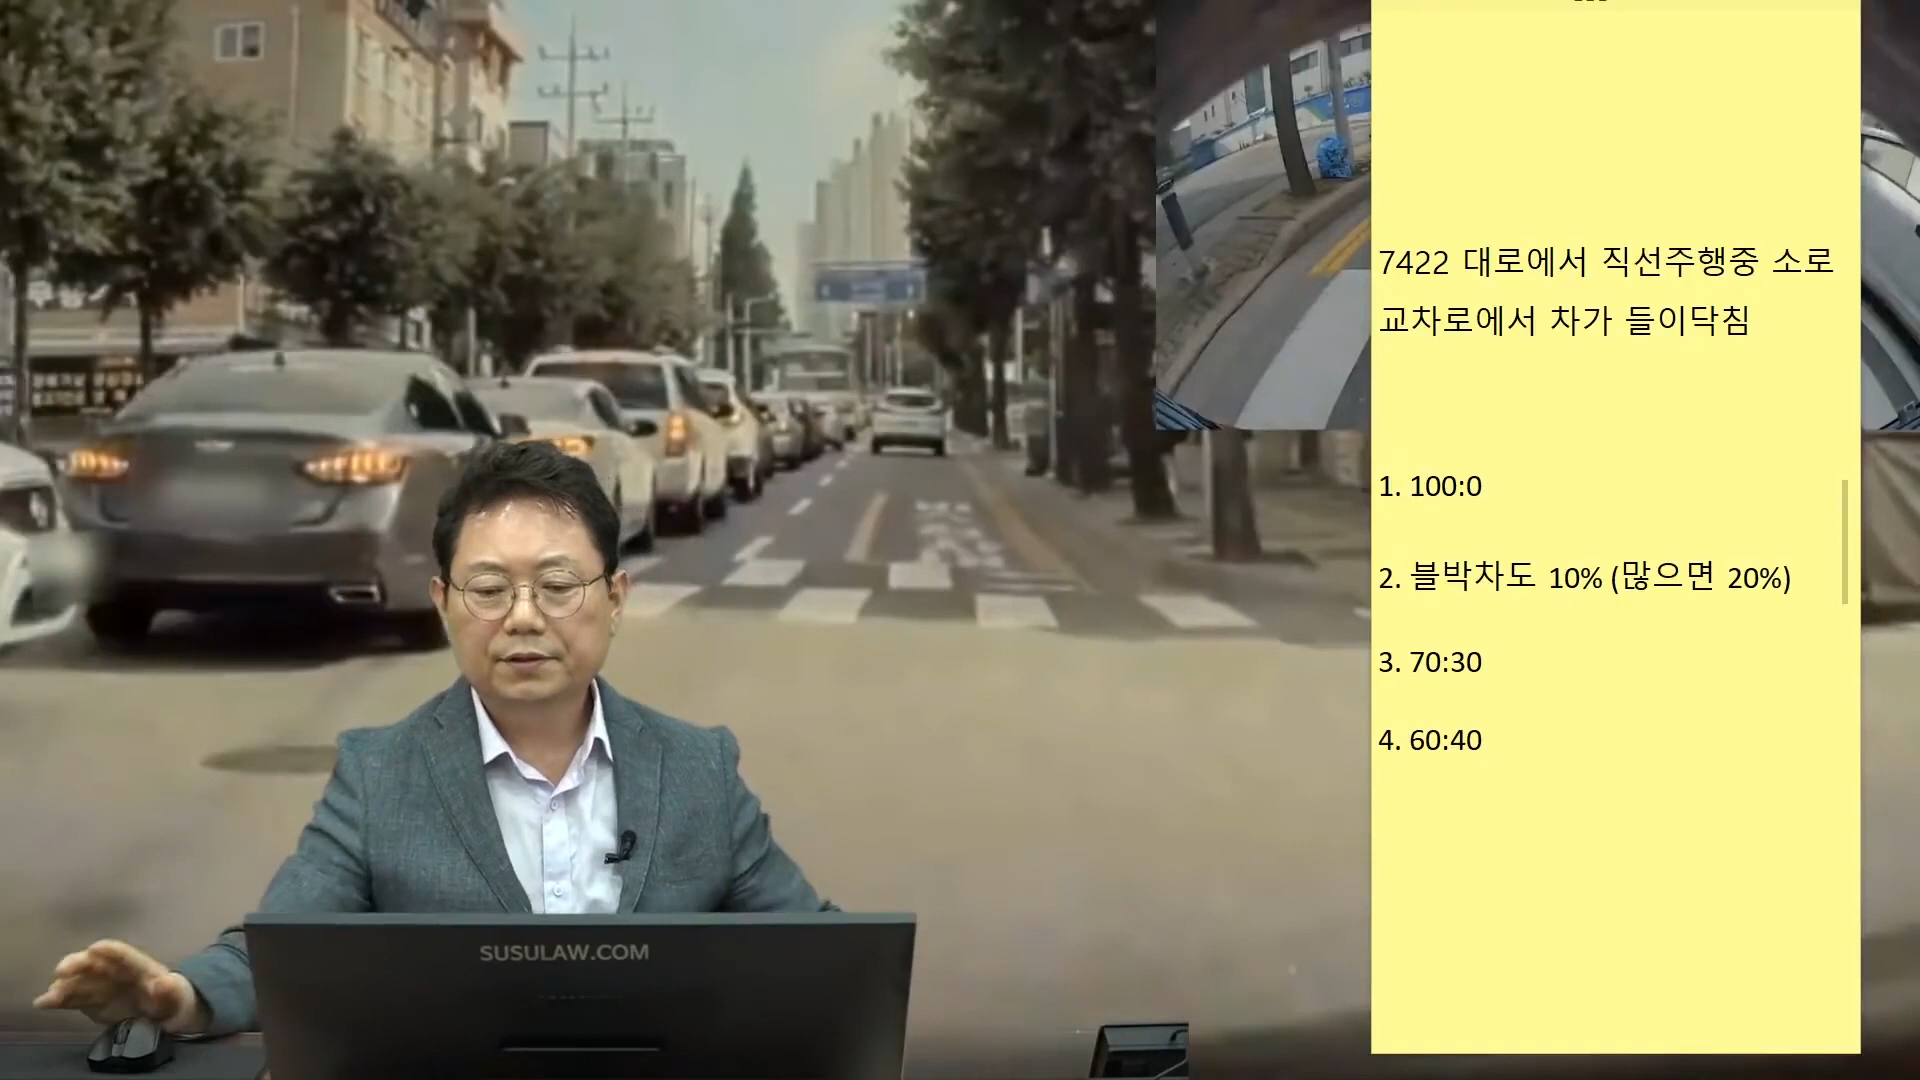 7422 대로에서 직선주행중 소로
교차로에서 차가 들이닥침
1. 100:0
2. 블박차도 10% (많으면 20%)
3. 70:30
4. 60:40
SUSULAW.COM